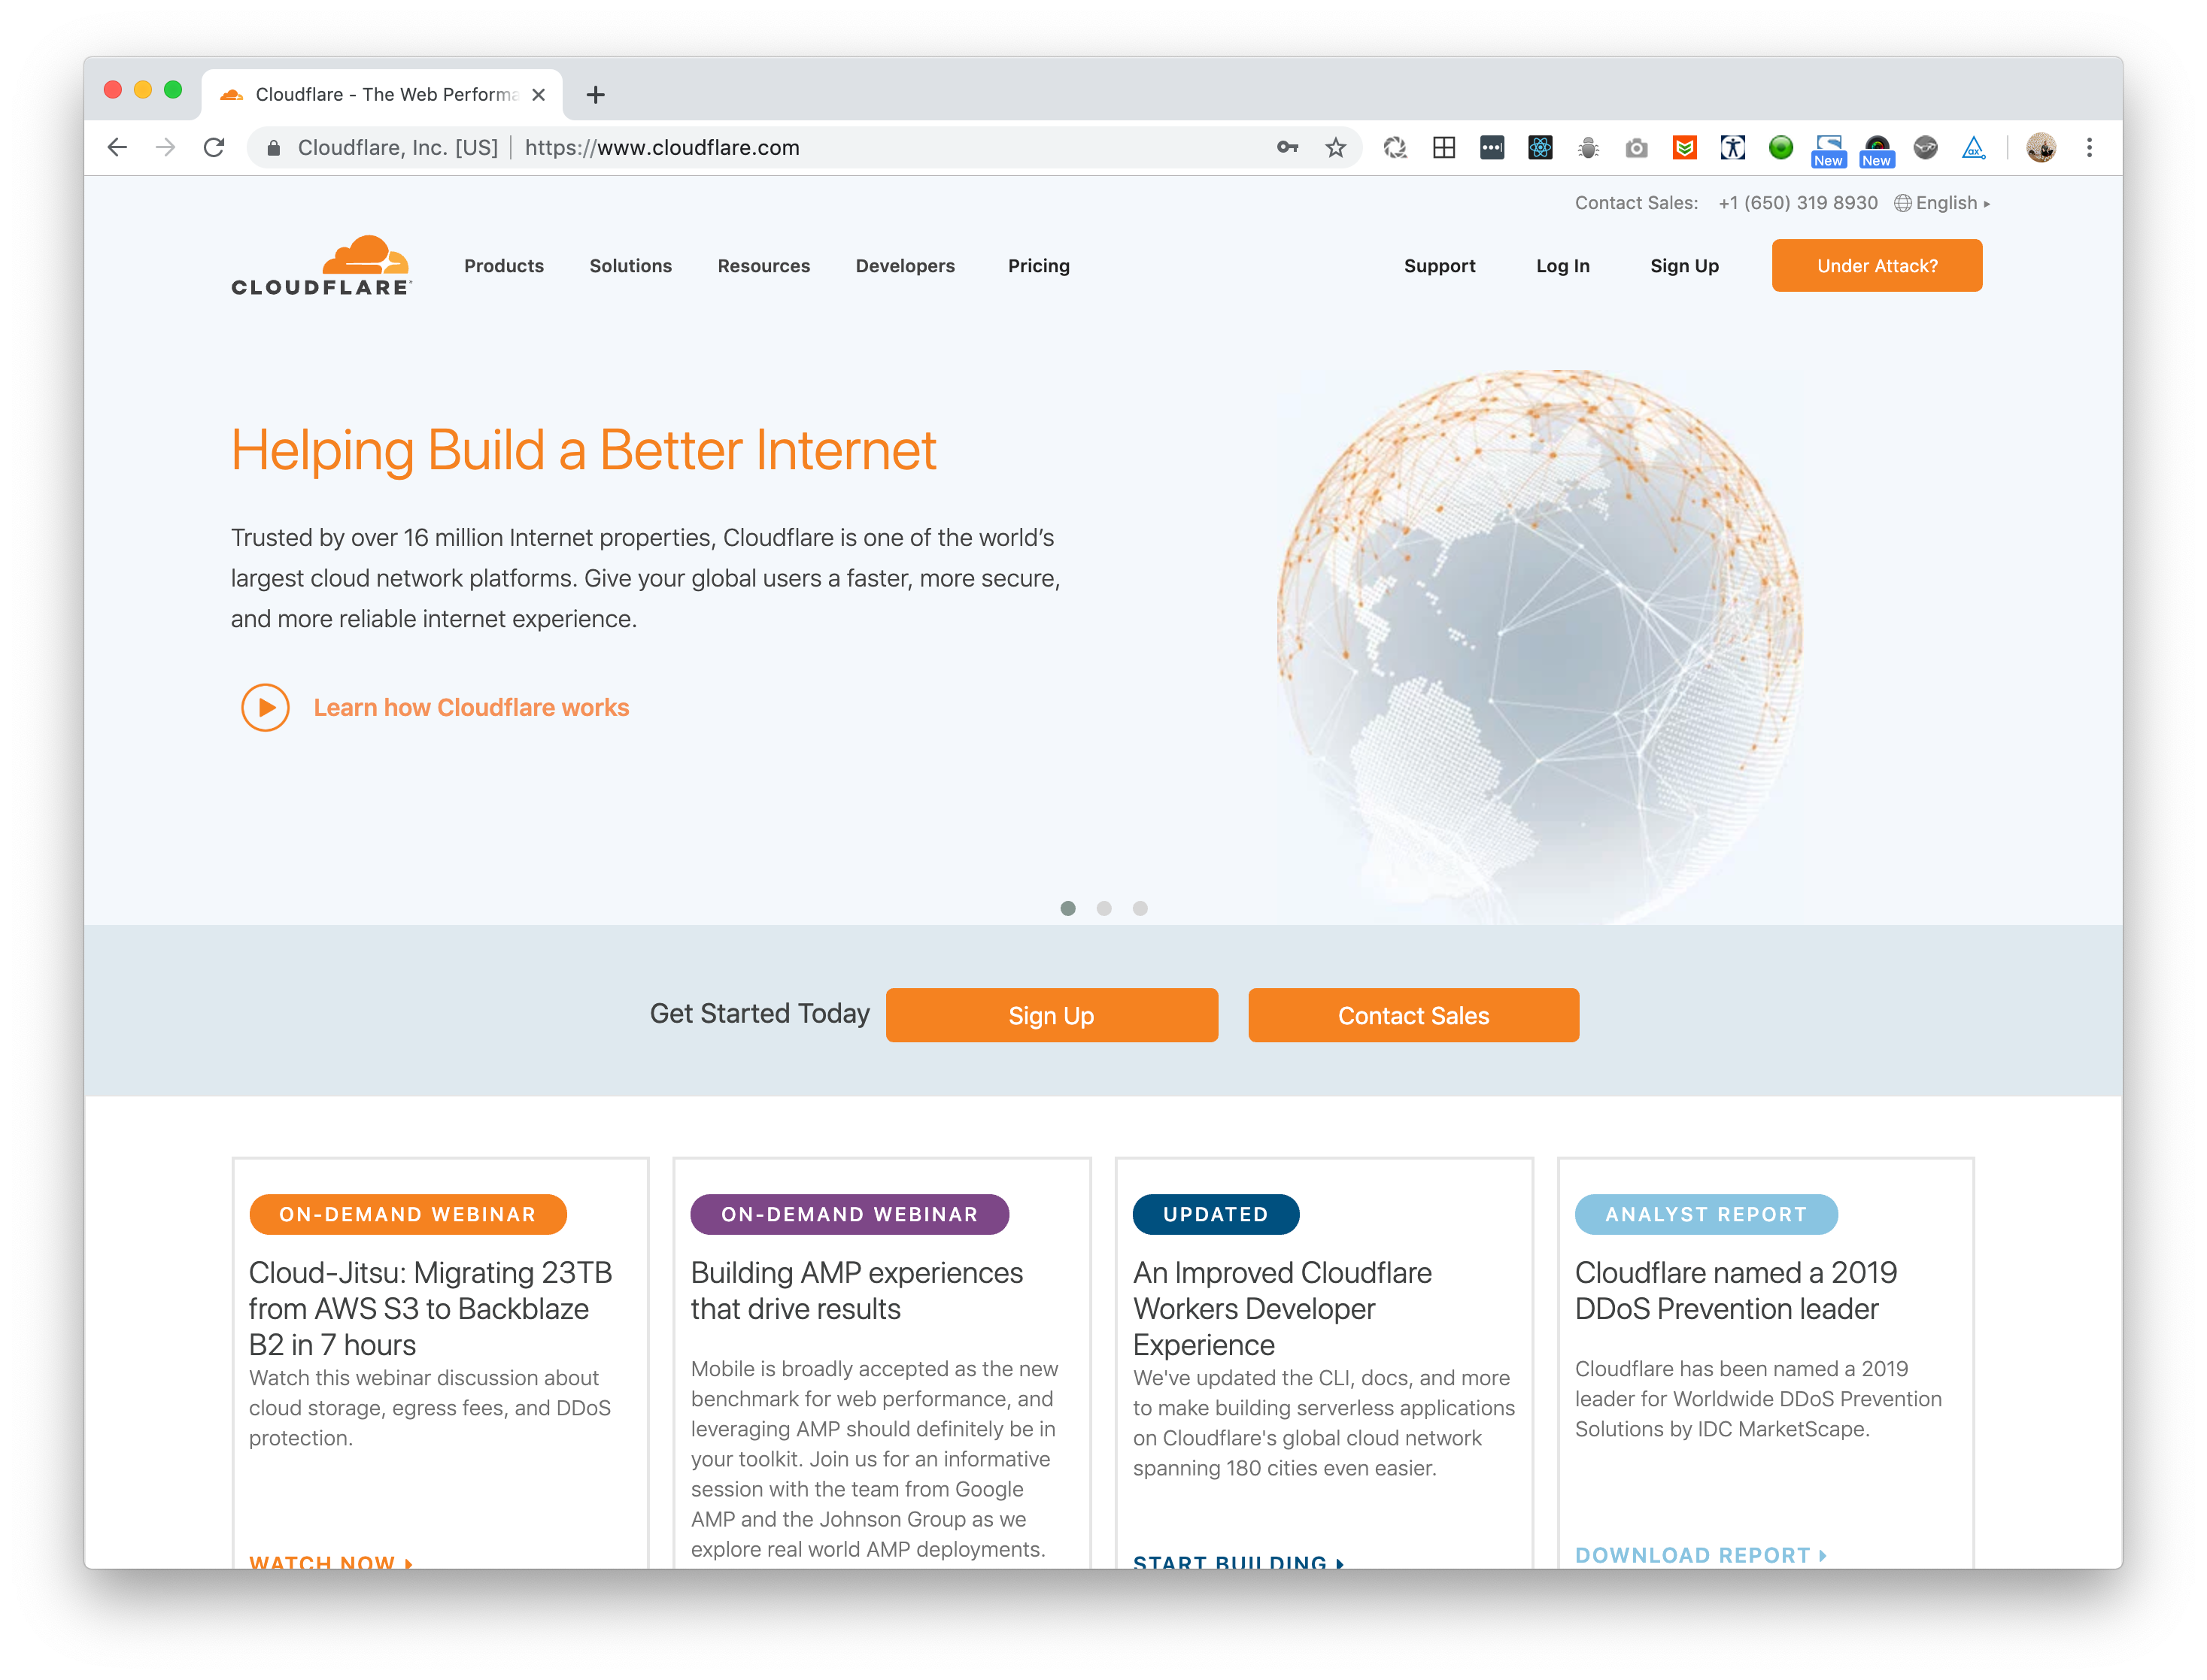 Cloudflare - The Web Performa
Cloudflare, Inc. [US] | https://www.cloudflare.com
New
New
ax
Contact Sales: +1 (650) 319 8930 English
CLOUDFLARE
Products Solutions Resources Developers Pricing Support Log In Sign Up Under Attack?
Helping Build a Better Internet
Trusted by over 16 million Internet properties, Cloudflare is one of the world’s
largest cloud network platforms. Give your global users a faster, more secure,
and more reliable internet experience.
Learn how Cloudflare works
Get Started Today Sign Up Contact Sales
ON-DEMAND WEBINAR
Cloud-Jitsu: Migrating 23TB
from AWS S3 to Backblaze
B2 in 7 hours
Watch this webinar discussion about
cloud storage, egress fees, and DDoS
protection.
WATCH NOW
ON-DEMAND WEBINAR
Building AMP experiences
that drive results
Mobile is broadly accepted as the new
benchmark for web performance, and
leveraging AMP should definitely be in
your toolkit. Join us for an informative
session with the team from Google
AMP and the Johnson Group as we
explore real world AMP deployments.
UPDATED
An Improved Cloudflare
Workers Developer
Experience
We've updated the CLI, docs, and more
to make building serverless applications
on Cloudflare's global cloud network
spanning 180 cities even easier.
START BUILDING
ANALYST REPORT
Cloudflare named a 2019
DDoS Prevention leader
Cloudflare has been named a 2019
leader for Worldwide DDoS Prevention
Solutions by IDC MarketScape.
DOWNLOAD REPORT